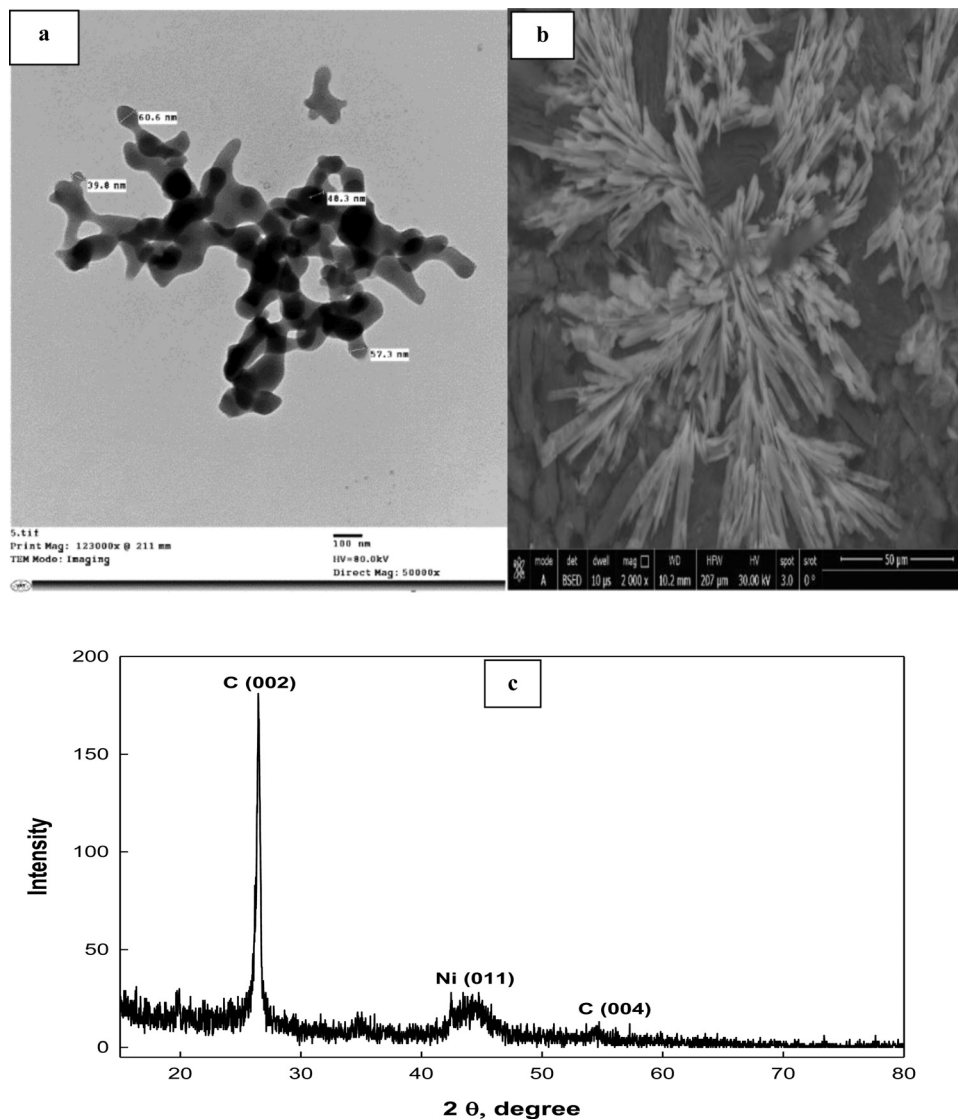 a
60.6 nm
39.8 nm
48.3 nm
57.3 nm
5.tif
Print Mag: 123000x @ 211 mm
TEM Mode: Imaging
100 nm
HV=80.0kV
Direct Mag: 50000x
b
mode det dwell mag □ WD HFW HV spot srot
A BSED 10 µs 2 000 x 10.2 mm 207 µm 30.00 kV 3.0 0 °
50 µm
c
C (002)
Ni (011)
C (004)
Intensity
200
150
100
50
0
20 30 40 50 60 70 80
2 θ, degree